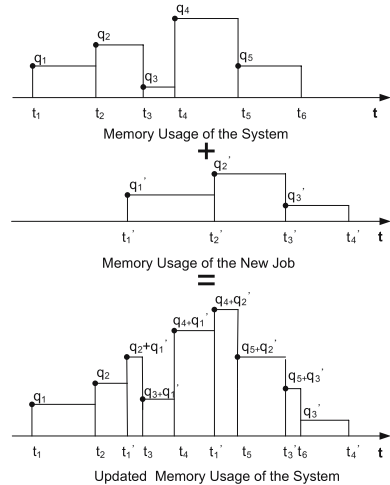 q4
q2
q1
q5
q3
t1 t2 t3 t4 t5 t6 t
Memory Usage of the System
+
q2'
q1'
q3'
t1' t2' t3' t4' t
Memory Usage of the New Job
=
q4+q2'
q4+q1'
q2+q1'
q5+q2'
q2
q5+q3'
q3+q1'
q1
q3'
t1 t2 t1' t3 t4 t1' t5 t3' t6 t4' t
Updated Memory Usage of the System